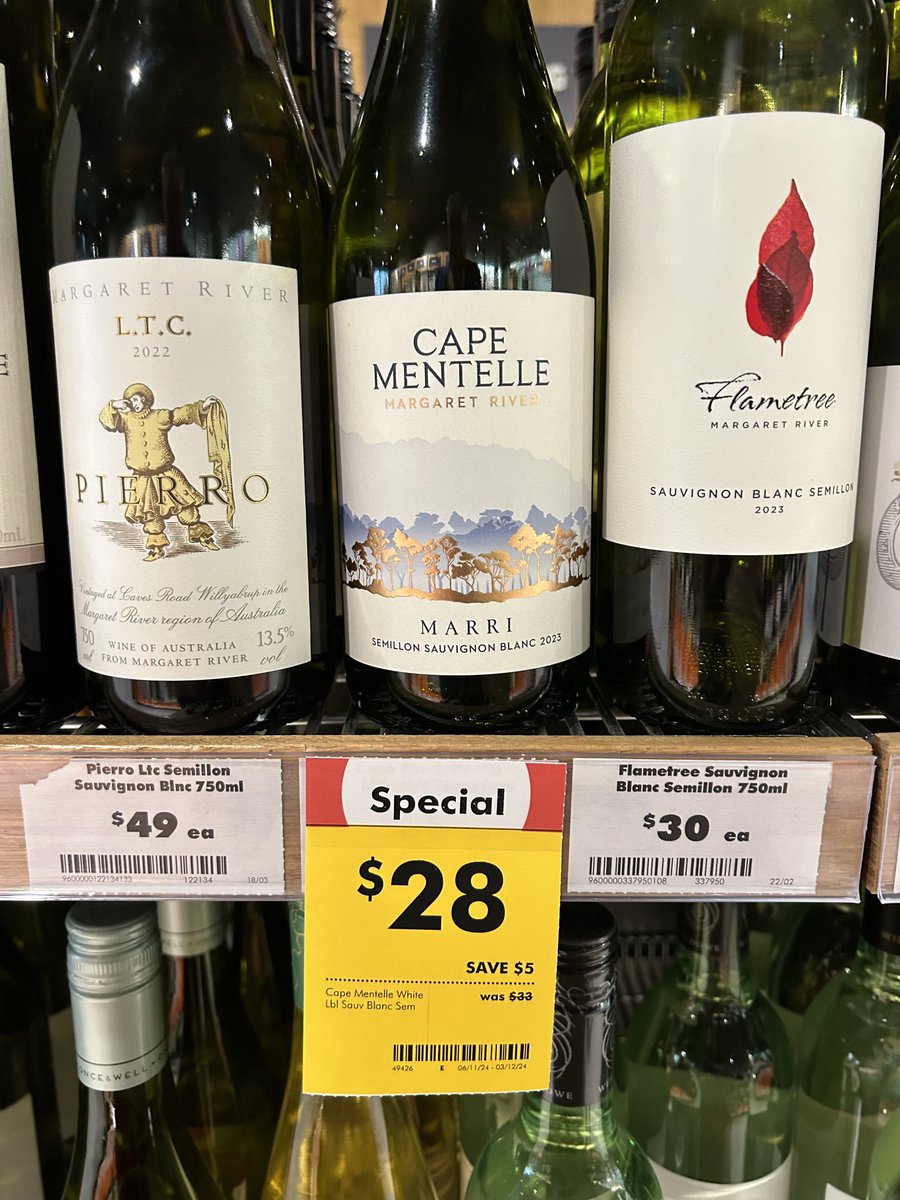 MARGARET RIVER
L.T.C.
2022
PIERRO
Vintaged at Caves Road Willyabrup in the
Margaret River region of Australia
750
ml
WINE OF AUSTRALIA
FROM MARGARET RIVER
13.5%
vol
CAPE
MENTELLE
MARGARET RIVER
MARRI
SEMILLON SAUVIGNON BLANC 2023
Flametree
MARGARET RIVER
SAUVIGNON BLANC SEMILLON
2023
Pierro Ltc Semillon
Sauvignon Blnc 750ml
$49 ea
9600000122134133 122134 18/03
Special
$28
SAVE $5
was $33
Cape Mentelle White
Lbl Sauv Blanc Sem
49426 E 06/11/24 - 03/12/24
Flametree Sauvignon
Blanc Semillon 750ml
$30 ea
9600000337950108 337950 22/02
ONCE & WELL